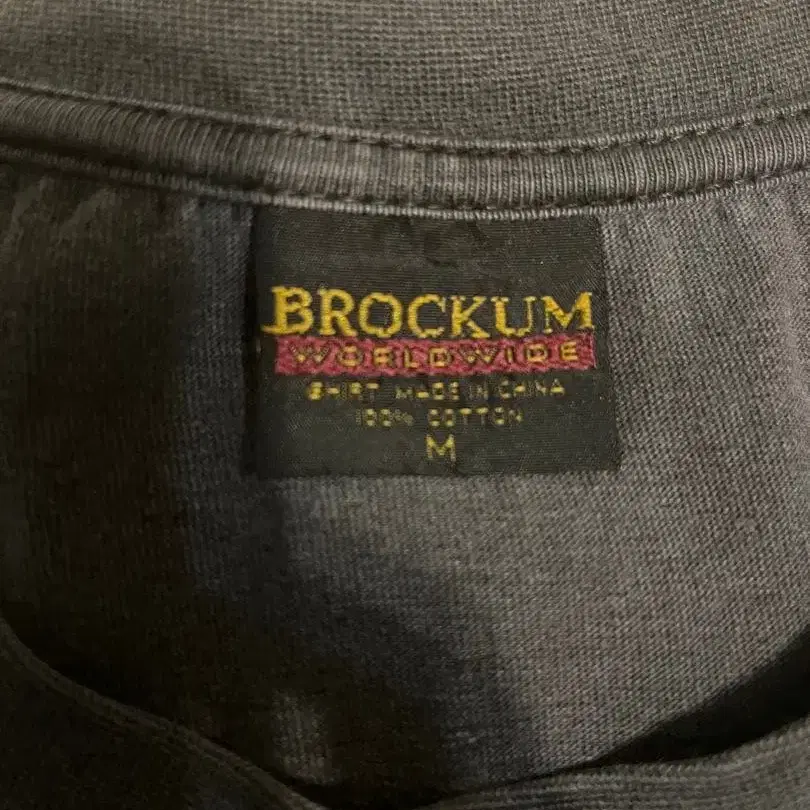 BROCKUM
WORLDWIDE
SHIRT MADE IN CHINA
100% COTTON
M